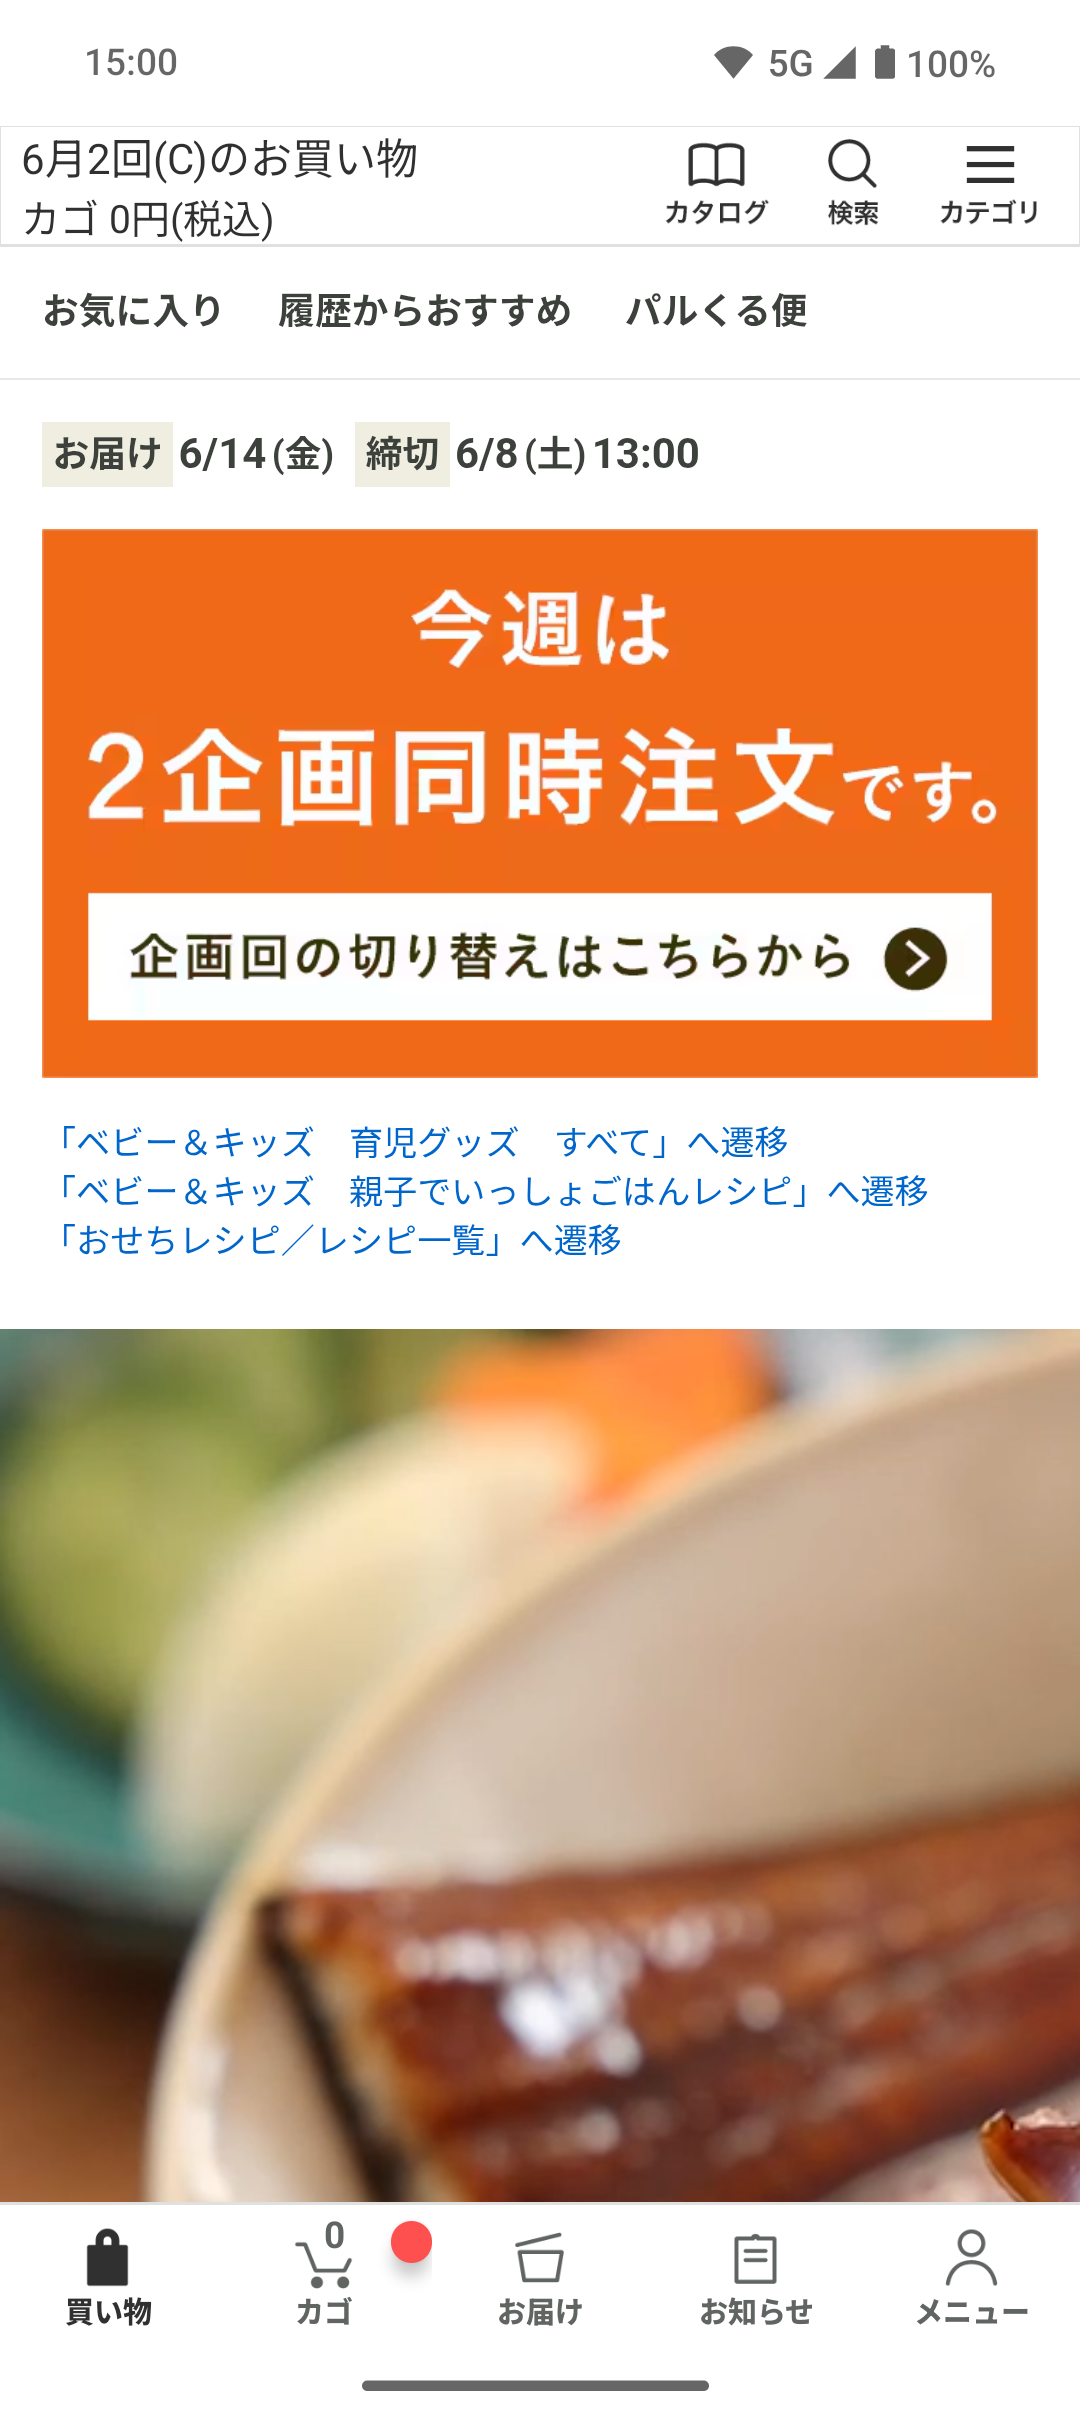 15:00
5G 100%
6月2回(C)のお買い物
カゴ 0円(税込)
カタログ 検索 カテゴリ
お気に入り 履歴からおすすめ パルくる便
お届け 6/14(金) 締切 6/8(土)13:00
今週は
2企画同時注文です。
企画回の切り替えはこちらから
「ベビー＆キッズ　育児グッズ　すべて」へ遷移
「ベビー＆キッズ　親子でいっしょごはんレシピ」へ遷移
「おせちレシピ／レシピ一覧」へ遷移
0
買い物 カゴ お届け お知らせ メニュー